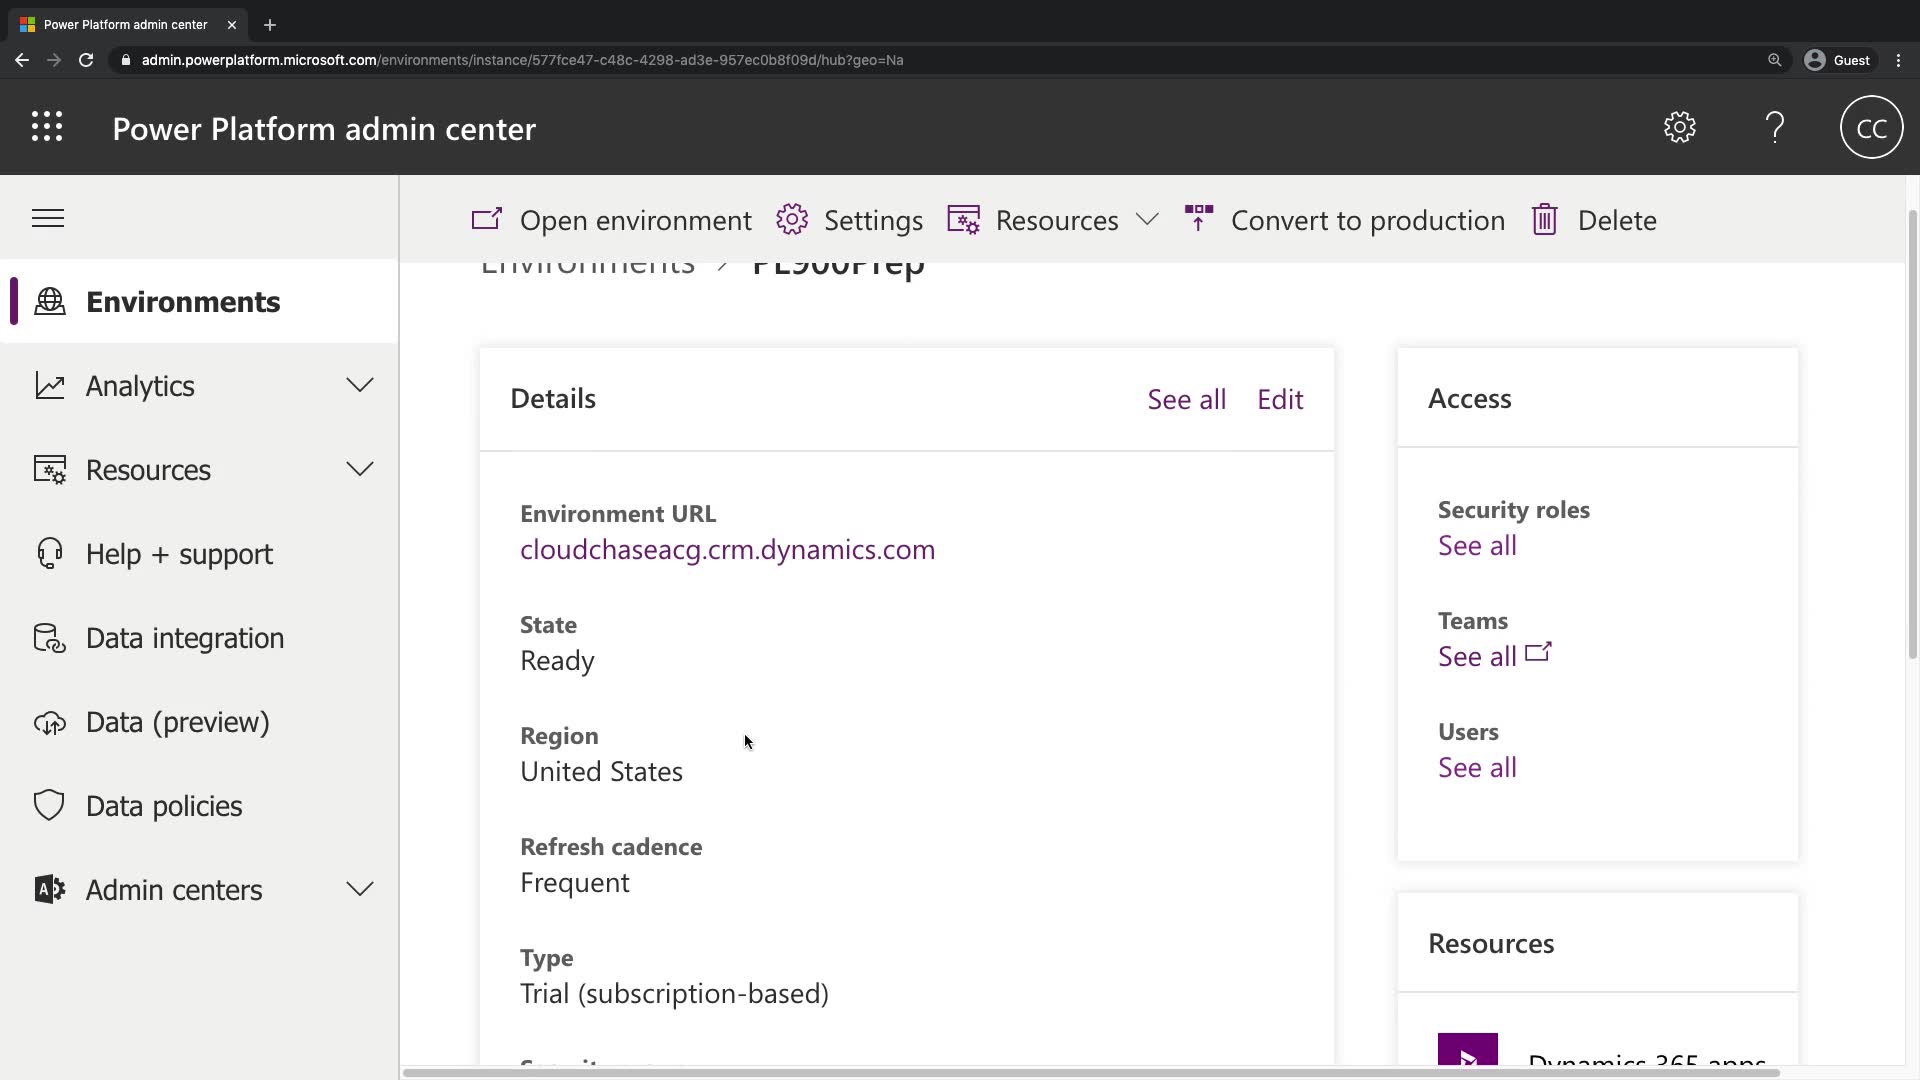 Power Platform admin center
admin.powerplatform.microsoft.com/environments/instance/577fce47-c48c-4298-ad3e-957ec0b8f09d/hub?geo=Na
Guest
Power Platform admin center
CC
Open environment
Settings
Resources
Convert to production
Delete
Environments > PL900Prep
Environments
Analytics
Resources
Help + support
Data integration
Data (preview)
Data policies
Admin centers
Details
See all
Edit
Environment URL
cloudchaseacg.crm.dynamics.com
State
Ready
Region
United States
Refresh cadence
Frequent
Type
Trial (subscription-based)
Access
Security roles
See all
Teams
See all
Users
See all
Resources
Dynamics 365 apps